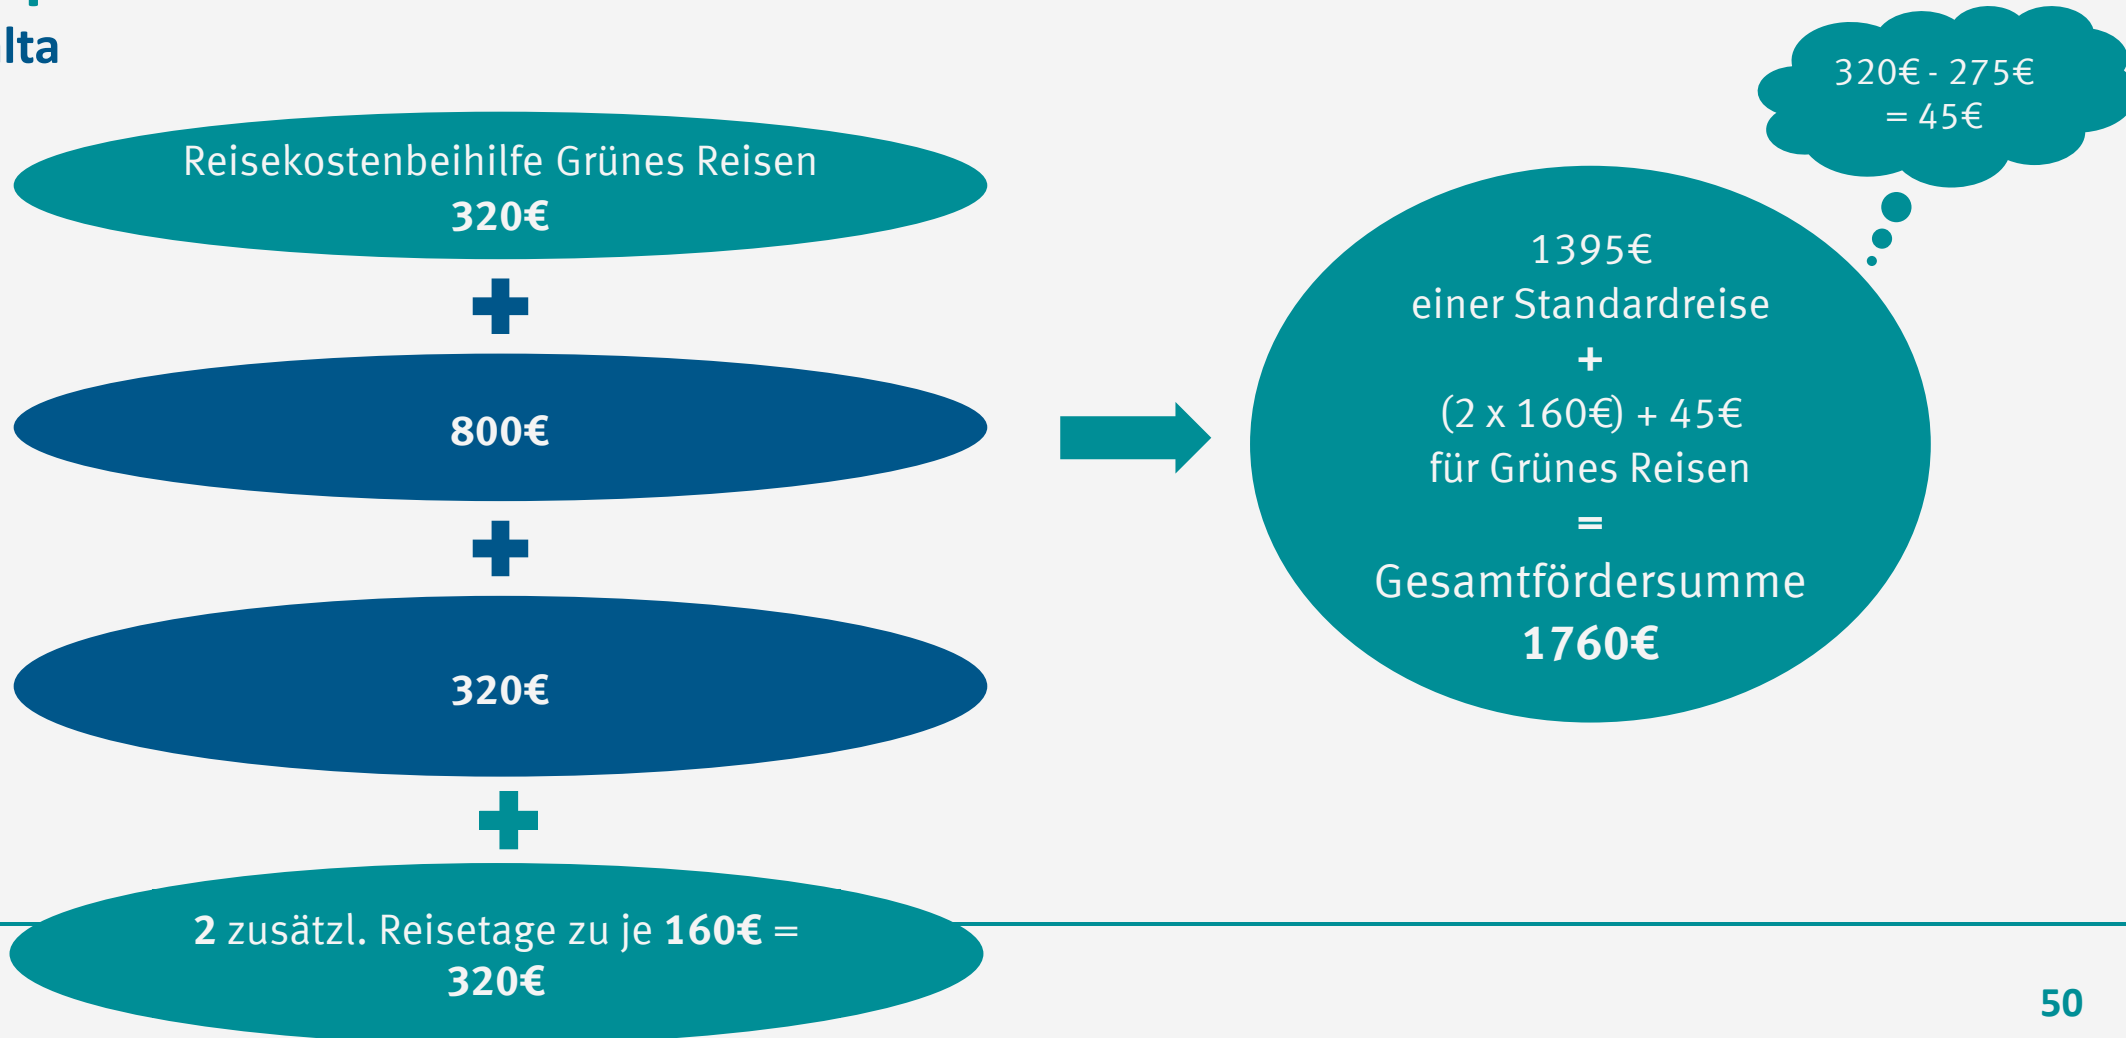 lta
Reisekostenbeihilfe Grünes Reisen
320€
800€
320€
2 zusätzl. Reisetage zu je 160€ =
320€
320€ - 275€
= 45€
1395€
einer Standardreise
+
(2 x 160€) + 45€
für Grünes Reisen
=
Gesamtfördersumme
1760€
50